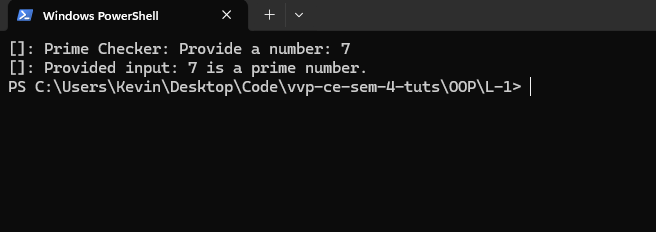 Windows PowerShell
[]: Prime Checker: Provide a number: 7
[]: Provided input: 7 is a prime number.
PS C:\Users\Kevin\Desktop\Code\vvp-ce-sem-4-tuts\OOP\L-1>